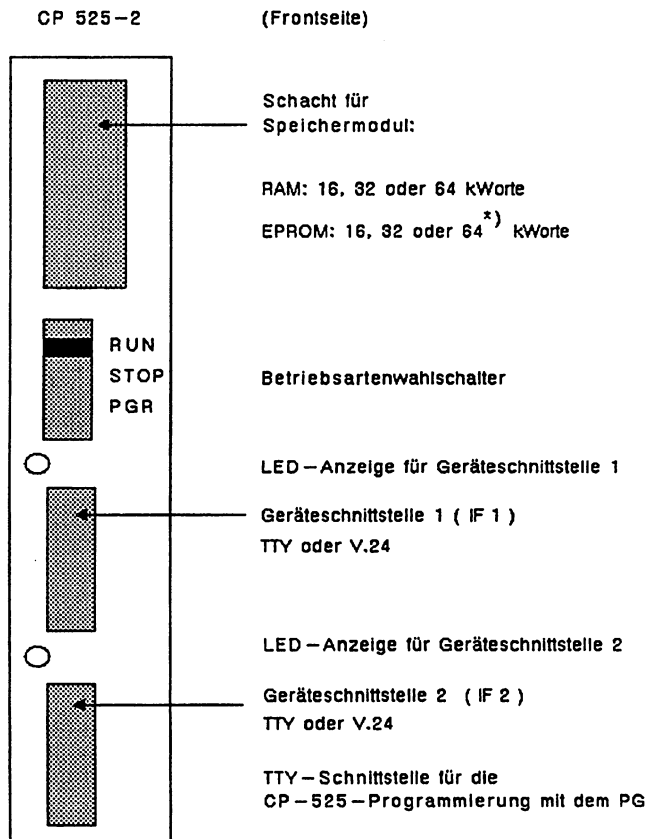 CP 525-2 (Frontseite)
Schacht für
Speichermodul:
RAM: 16, 32 oder 64 kWorte
EPROM: 16, 32 oder 64*) kWorte
RUN
STOP
PGR
Betriebsartenwahlschalter
LED-Anzeige für Geräteschnittstelle 1
Geräteschnittstelle 1 ( IF 1 )
TTY oder V.24
LED-Anzeige für Geräteschnittstelle 2
Geräteschnittstelle 2 ( IF 2 )
TTY oder V.24
TTY-Schnittstelle für die
CP-525-Programmierung mit dem PG